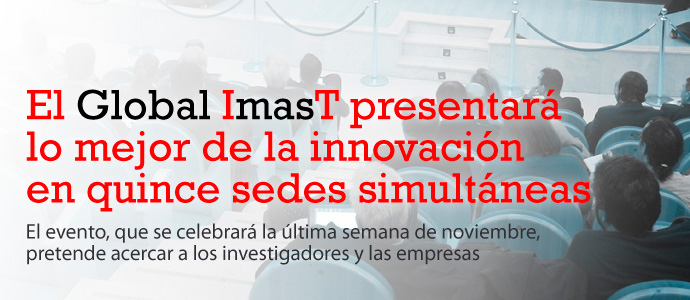 El Global ImasT presentará
lo mejor de la innovación
en quince sedes simultáneas
El evento, que se celebrará la última semana de noviembre,
pretende acercar a los investigadores y las empresas